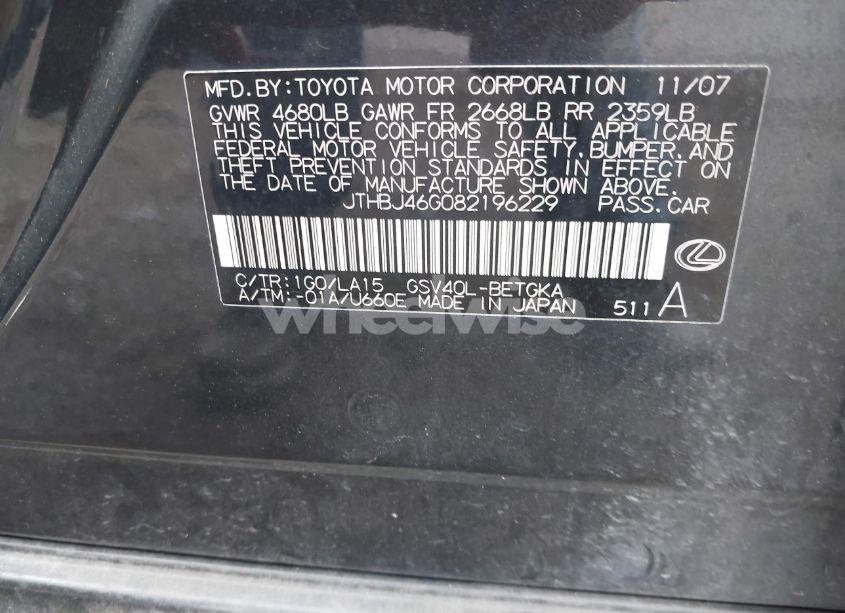 MFD. BY: TOYOTA MOTOR CORPORATION 11/07
GVWR 4680LB GAWR FR 2668LB RR 2359LB
THIS VEHICLE CONFORMS TO ALL APPLICABLE
FEDERAL MOTOR VEHICLE SAFETY, BUMPER, AND
THEFT PREVENTION STANDARDS IN EFFECT ON
THE DATE OF MANUFACTURE SHOWN ABOVE.
JTHBJ46G082196229 PASS. CAR
C/TR: 1G0/LA15 GSV40L-BETGKA
A/TM: -01A/U660E MADE IN JAPAN 511 A
wheelwise